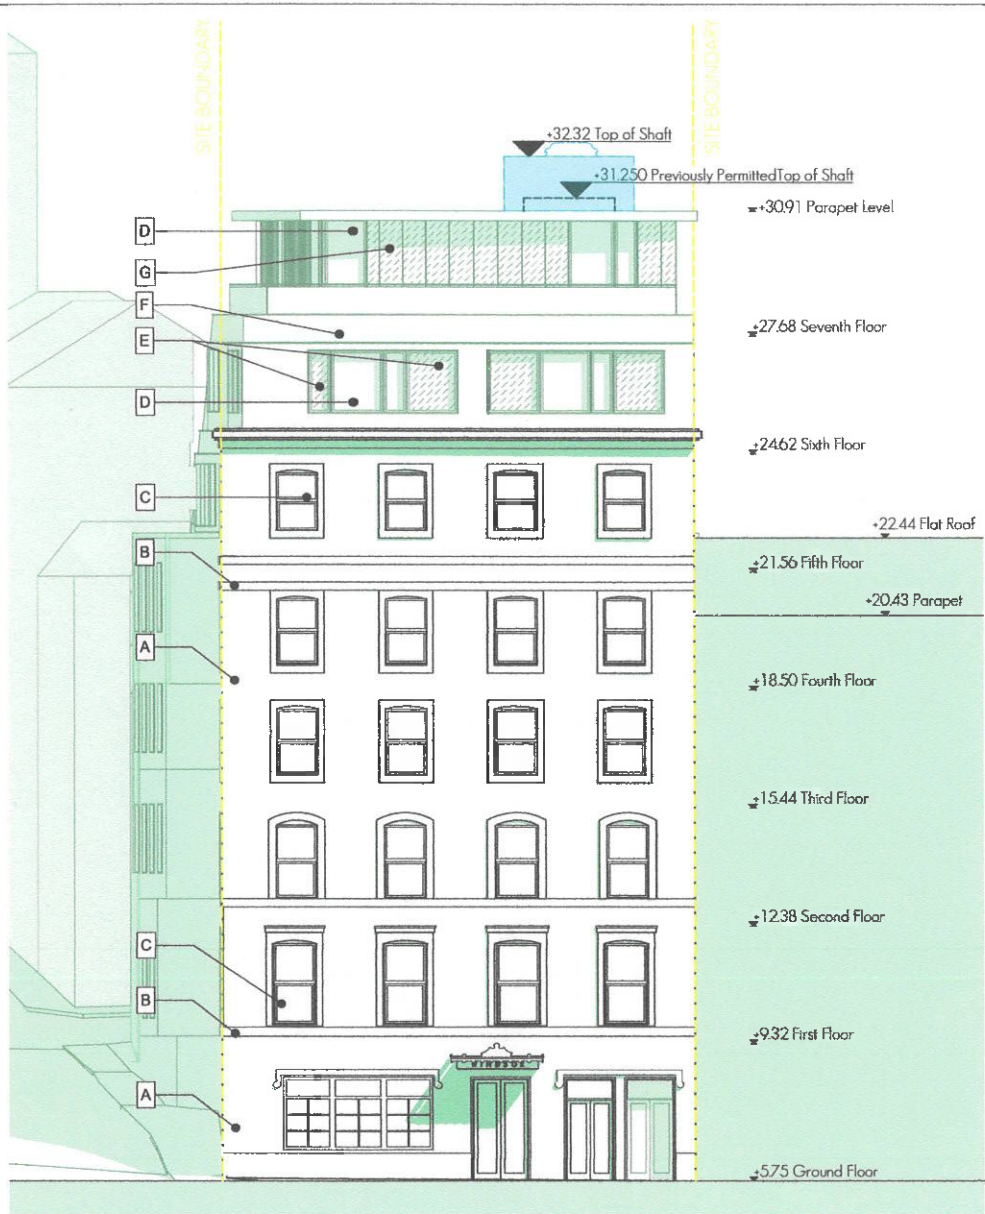 SITE BOUNDARY
SITE BOUNDARY
+32.32 Top of Shaft
+31.250 Previously PermittedTop of Shaft
+30.91 Parapet Level
D
G
F
+27.68 Seventh Floor
E
D
+24.62 Sixth Floor
C
+22.44 Flat Roof
B
+21.56 Fifth Floor
+20.43 Parapet
A
+18.50 Fourth Floor
+15.44 Third Floor
+12.38 Second Floor
C
B
+9.32 First Floor
WINDSOR
A
+5.75 Ground Floor